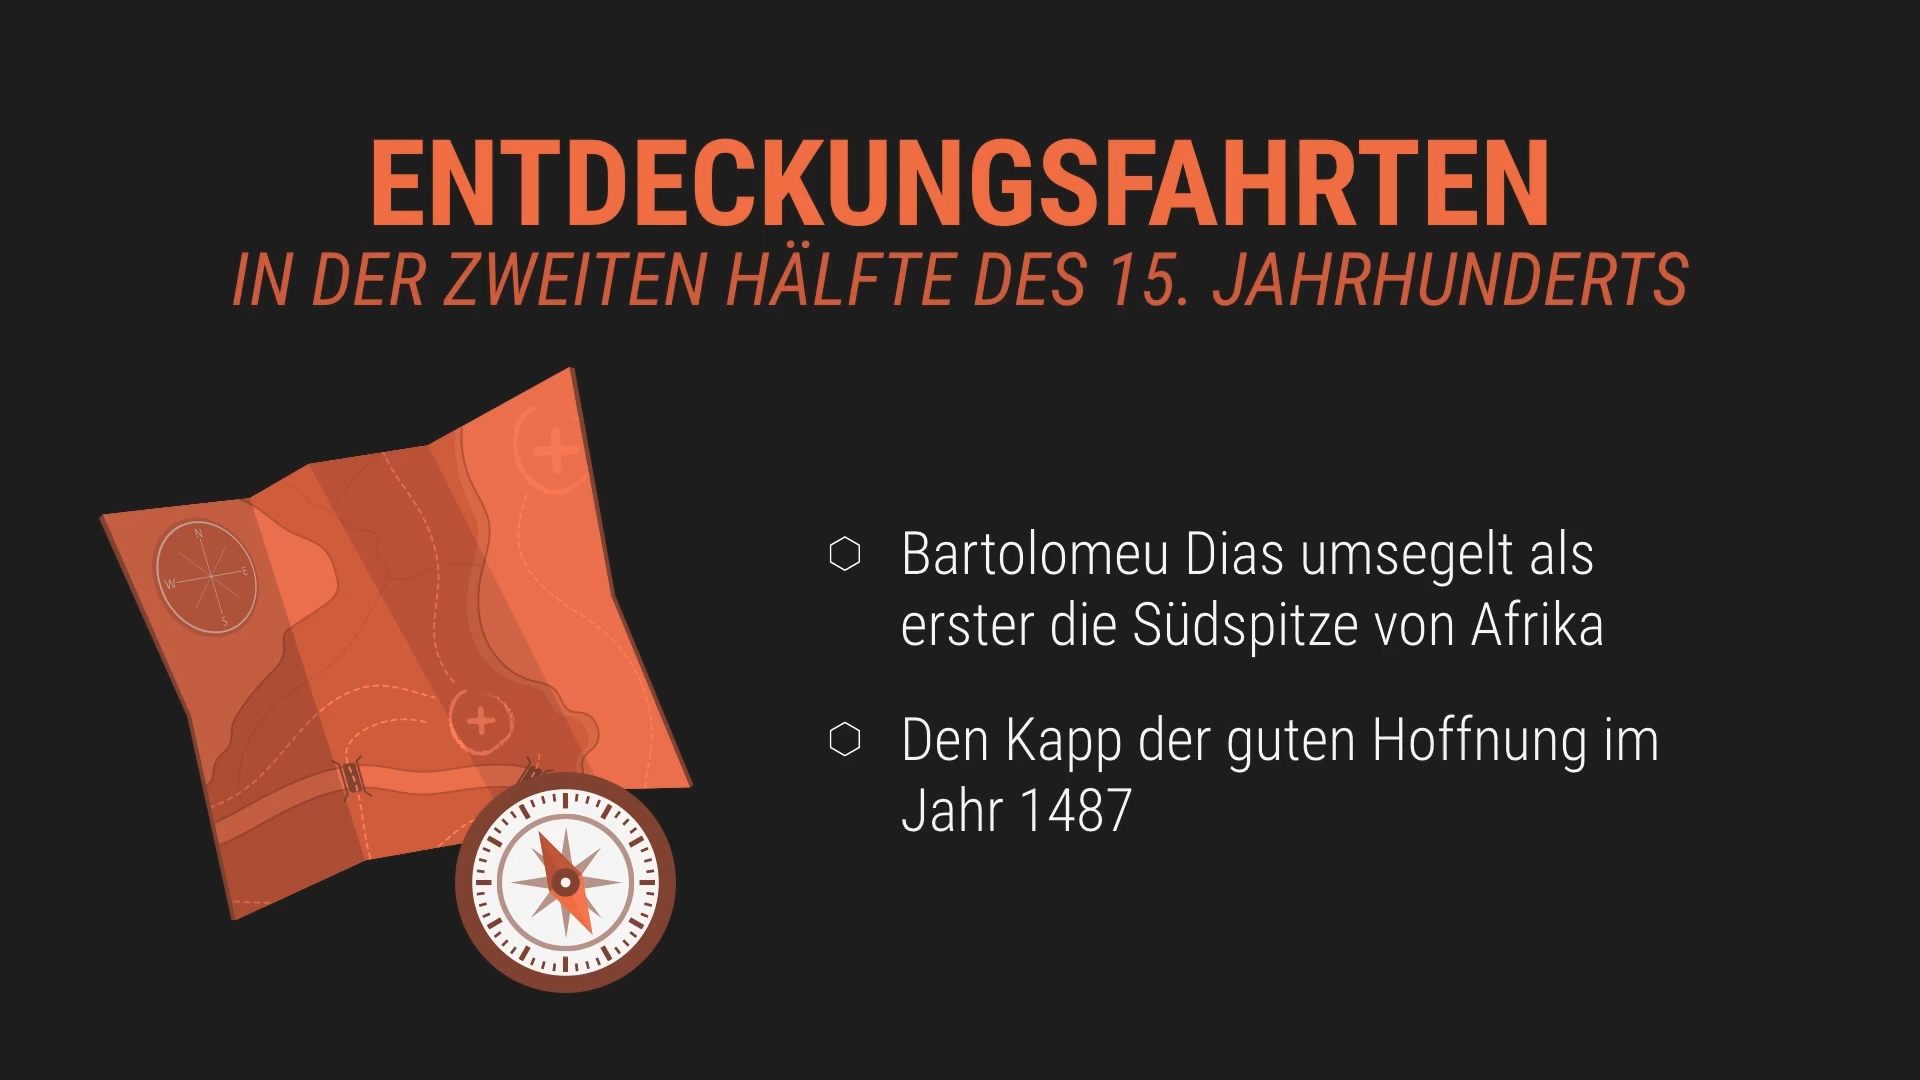 ENTDECKUNGSFAHRTEN
IN DER ZWEITEN HÄLFTE DES 15. JAHRHUNDERTS
N
W E
S
Bartolomeu Dias umsegelt als
erster die Südspitze von Afrika
Den Kapp der guten Hoffnung im
Jahr 1487